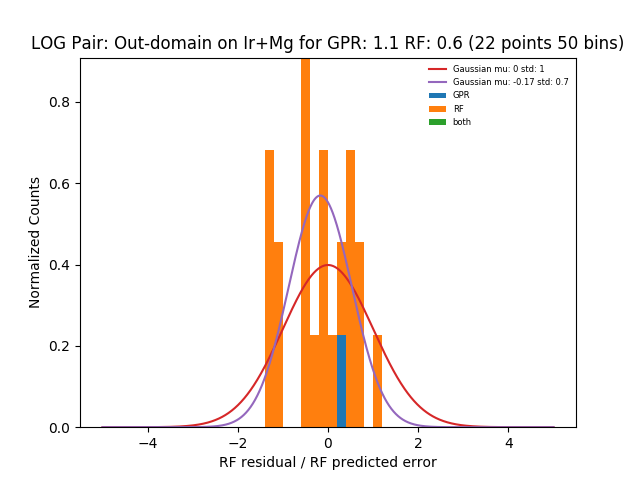 LOG Pair: Out-domain on Ir+Mg for GPR: 1.1 RF: 0.6 (22 points 50 bins)
Gaussian mu: 0 std: 1
Gaussian mu: -0.17 std: 0.7
GPR
RF
both
Normalized Counts
0.8
0.6
0.4
0.2
0.0
−4
−2
0
2
4
RF residual / RF predicted error